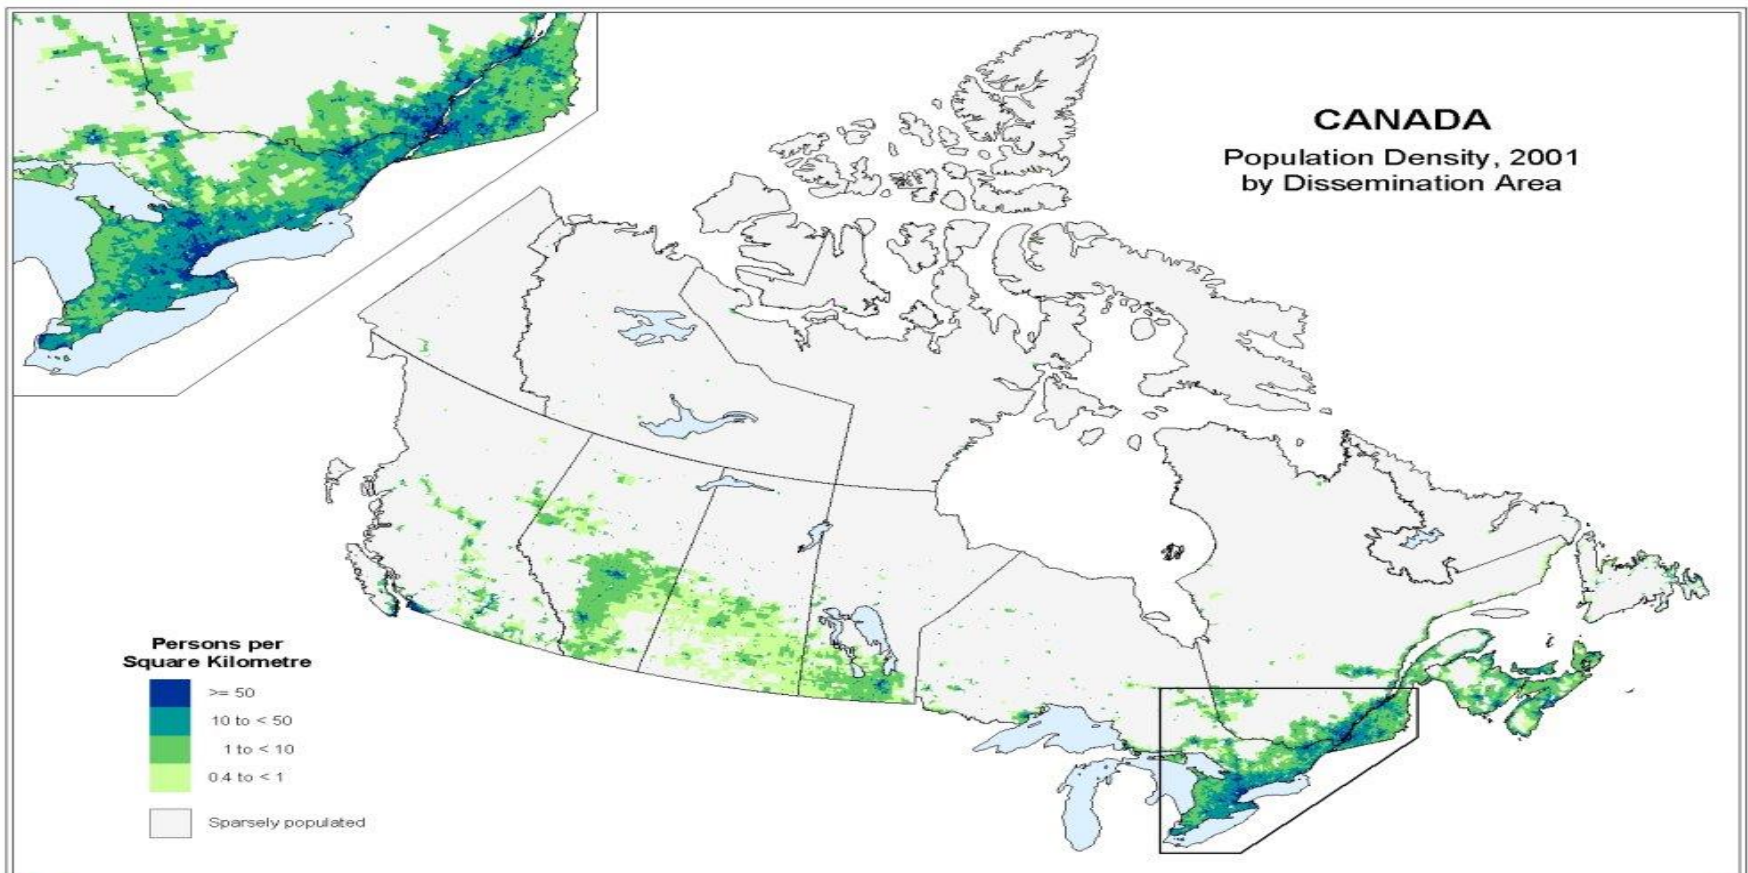 CANADA
Population Density, 2001
by Dissemination Area
Persons per
Square Kilometre
>= 50
10 to < 50
1 to < 10
0.4 to < 1
Sparsely populated